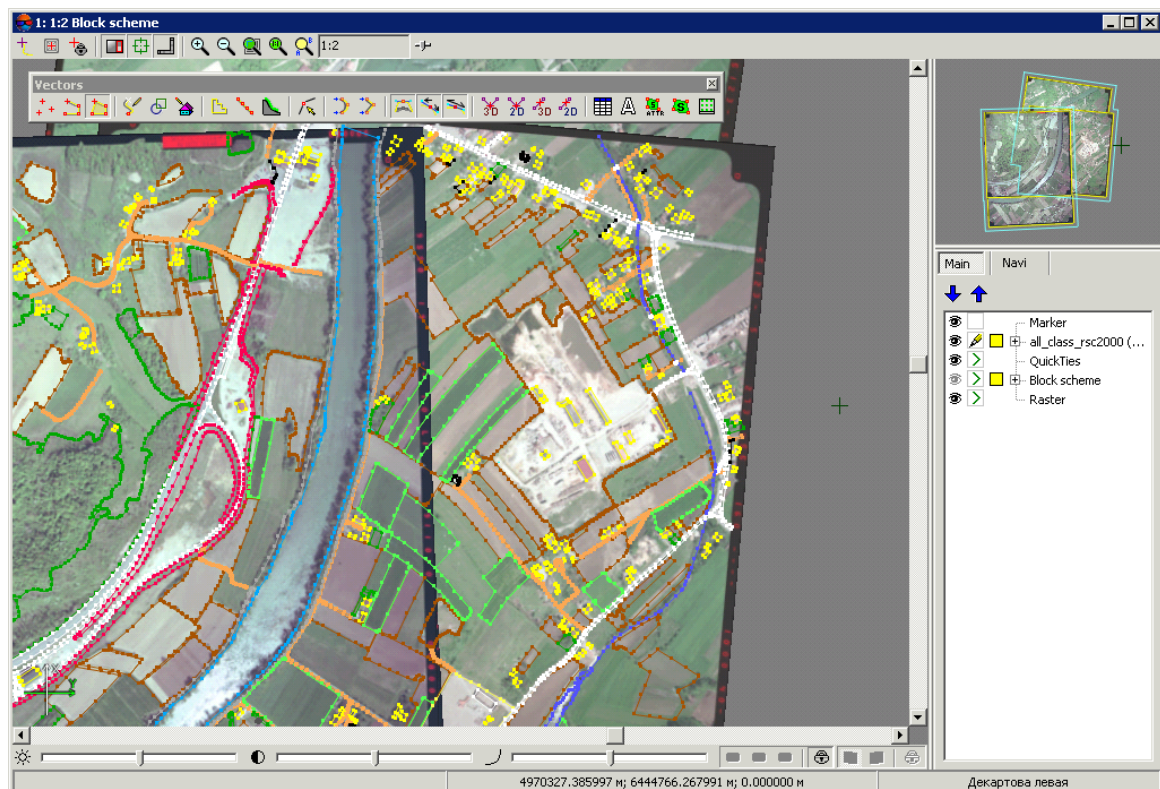 1: 1:2 Block scheme
1:2
Vectors
3D 2D 3D 2D A ATTR S
Main Navi
Marker
all_class_rsc2000 (...
QuickTies
Block scheme
Raster
4970327.385997 м; 6444766.267991 м; 0.000000 м
Декартова левая